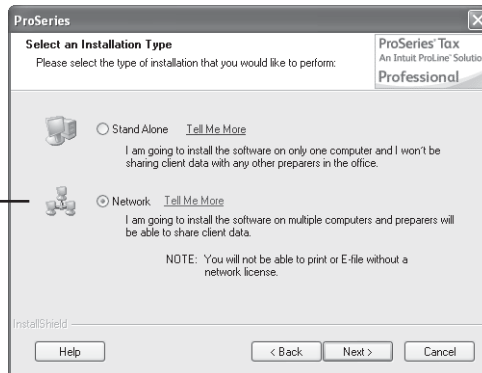 ProSeries
Select an Installation Type
Please select the type of installation that you would like to perform:
ProSeries® Tax
An Intuit ProLine® Solutio
Professional
Stand Alone Tell Me More
I am going to install the software on only one computer and I won't be
sharing client data with any other preparers in the office.
Network Tell Me More
I am going to install the software on multiple computers and preparers will
be able to share client data.
NOTE: You will not be able to print or E-file without a
network license.
InstallShield
Help < Back Next > Cancel